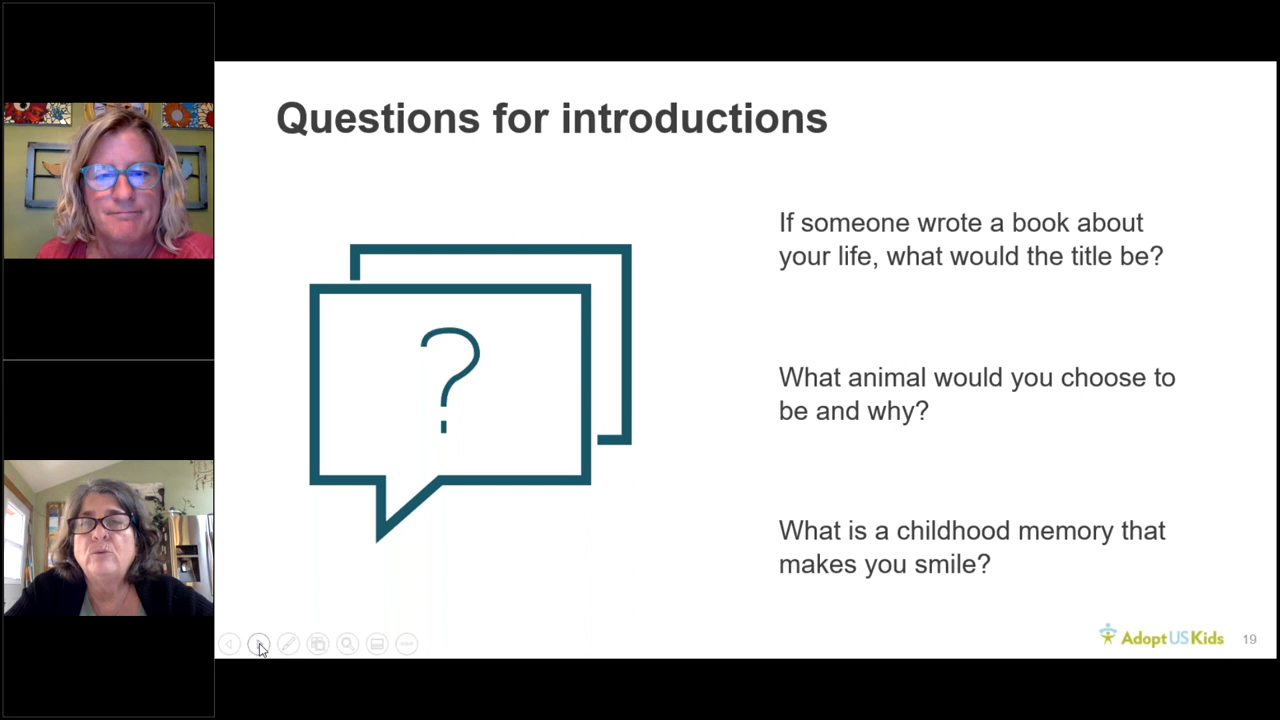 Questions for introductions
If someone wrote a book about
your life, what would the title be?
?
What animal would you choose to
be and why?
What is a childhood memory that
makes you smile?
AdoptUSKids
19